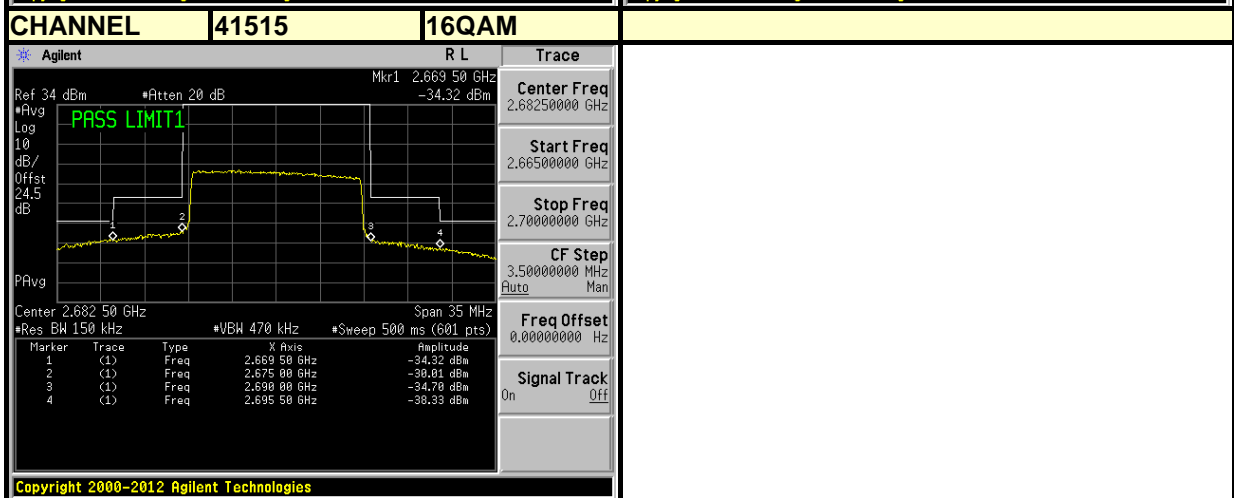 CHANNEL 41515 16QAM
Agilent R L Trace
Mkr1 2.669 50 GHz
Ref 34 dBm #Atten 20 dB -34.32 dBm
#Avg
Log
10
dB/
Offst
24.5
dB
PAvg
PASS LIMIT1
1
2
3
4
Center 2.682 50 GHz Span 35 MHz
#Res BW 150 kHz #VBW 470 kHz #Sweep 500 ms (601 pts)
Marker Trace Type X Axis Amplitude
1 (1) Freq 2.669 50 GHz -34.32 dBm
2 (1) Freq 2.675 00 GHz -30.01 dBm
3 (1) Freq 2.690 00 GHz -34.70 dBm
4 (1) Freq 2.695 50 GHz -38.33 dBm
Center Freq
2.68250000 GHz
Start Freq
2.66500000 GHz
Stop Freq
2.70000000 GHz
CF Step
3.50000000 MHz
Auto Man
Freq Offset
0.00000000 Hz
Signal Track
On Off
Copyright 2000-2012 Agilent Technologies